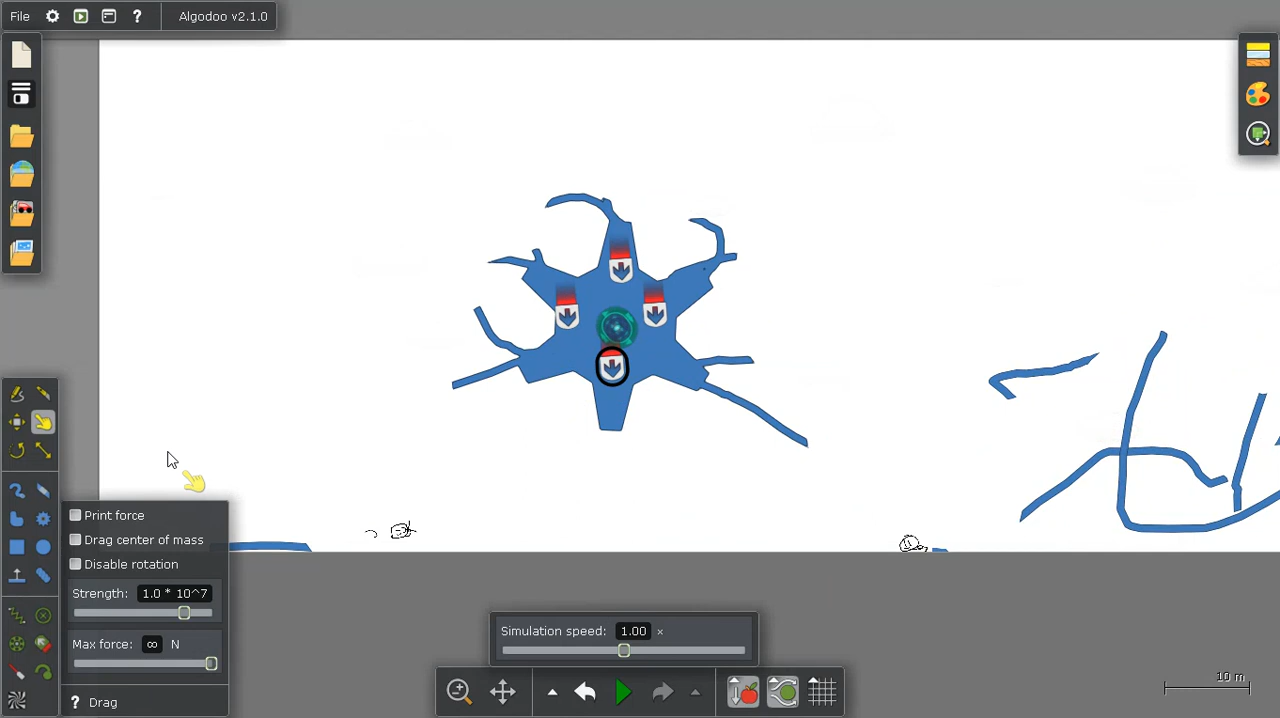 File ? Algodoo v2.1.0
Print force
Drag center of mass
Disable rotation
Strength: 1.0 * 10^7
Max force: ∞ N
? Drag
Simulation speed: 1.00 x
10 m